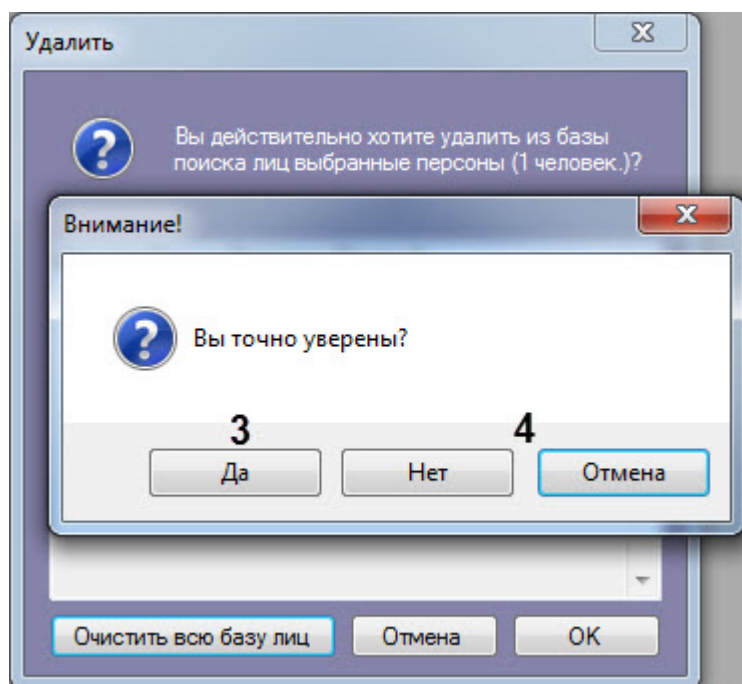 Удалить
Вы действительно хотите удалить из базы
поиска лиц выбранные персоны (1 человек.)?
Внимание!
Вы точно уверены?
3 4
Да Нет Отмена
Очистить всю базу лиц Отмена OK